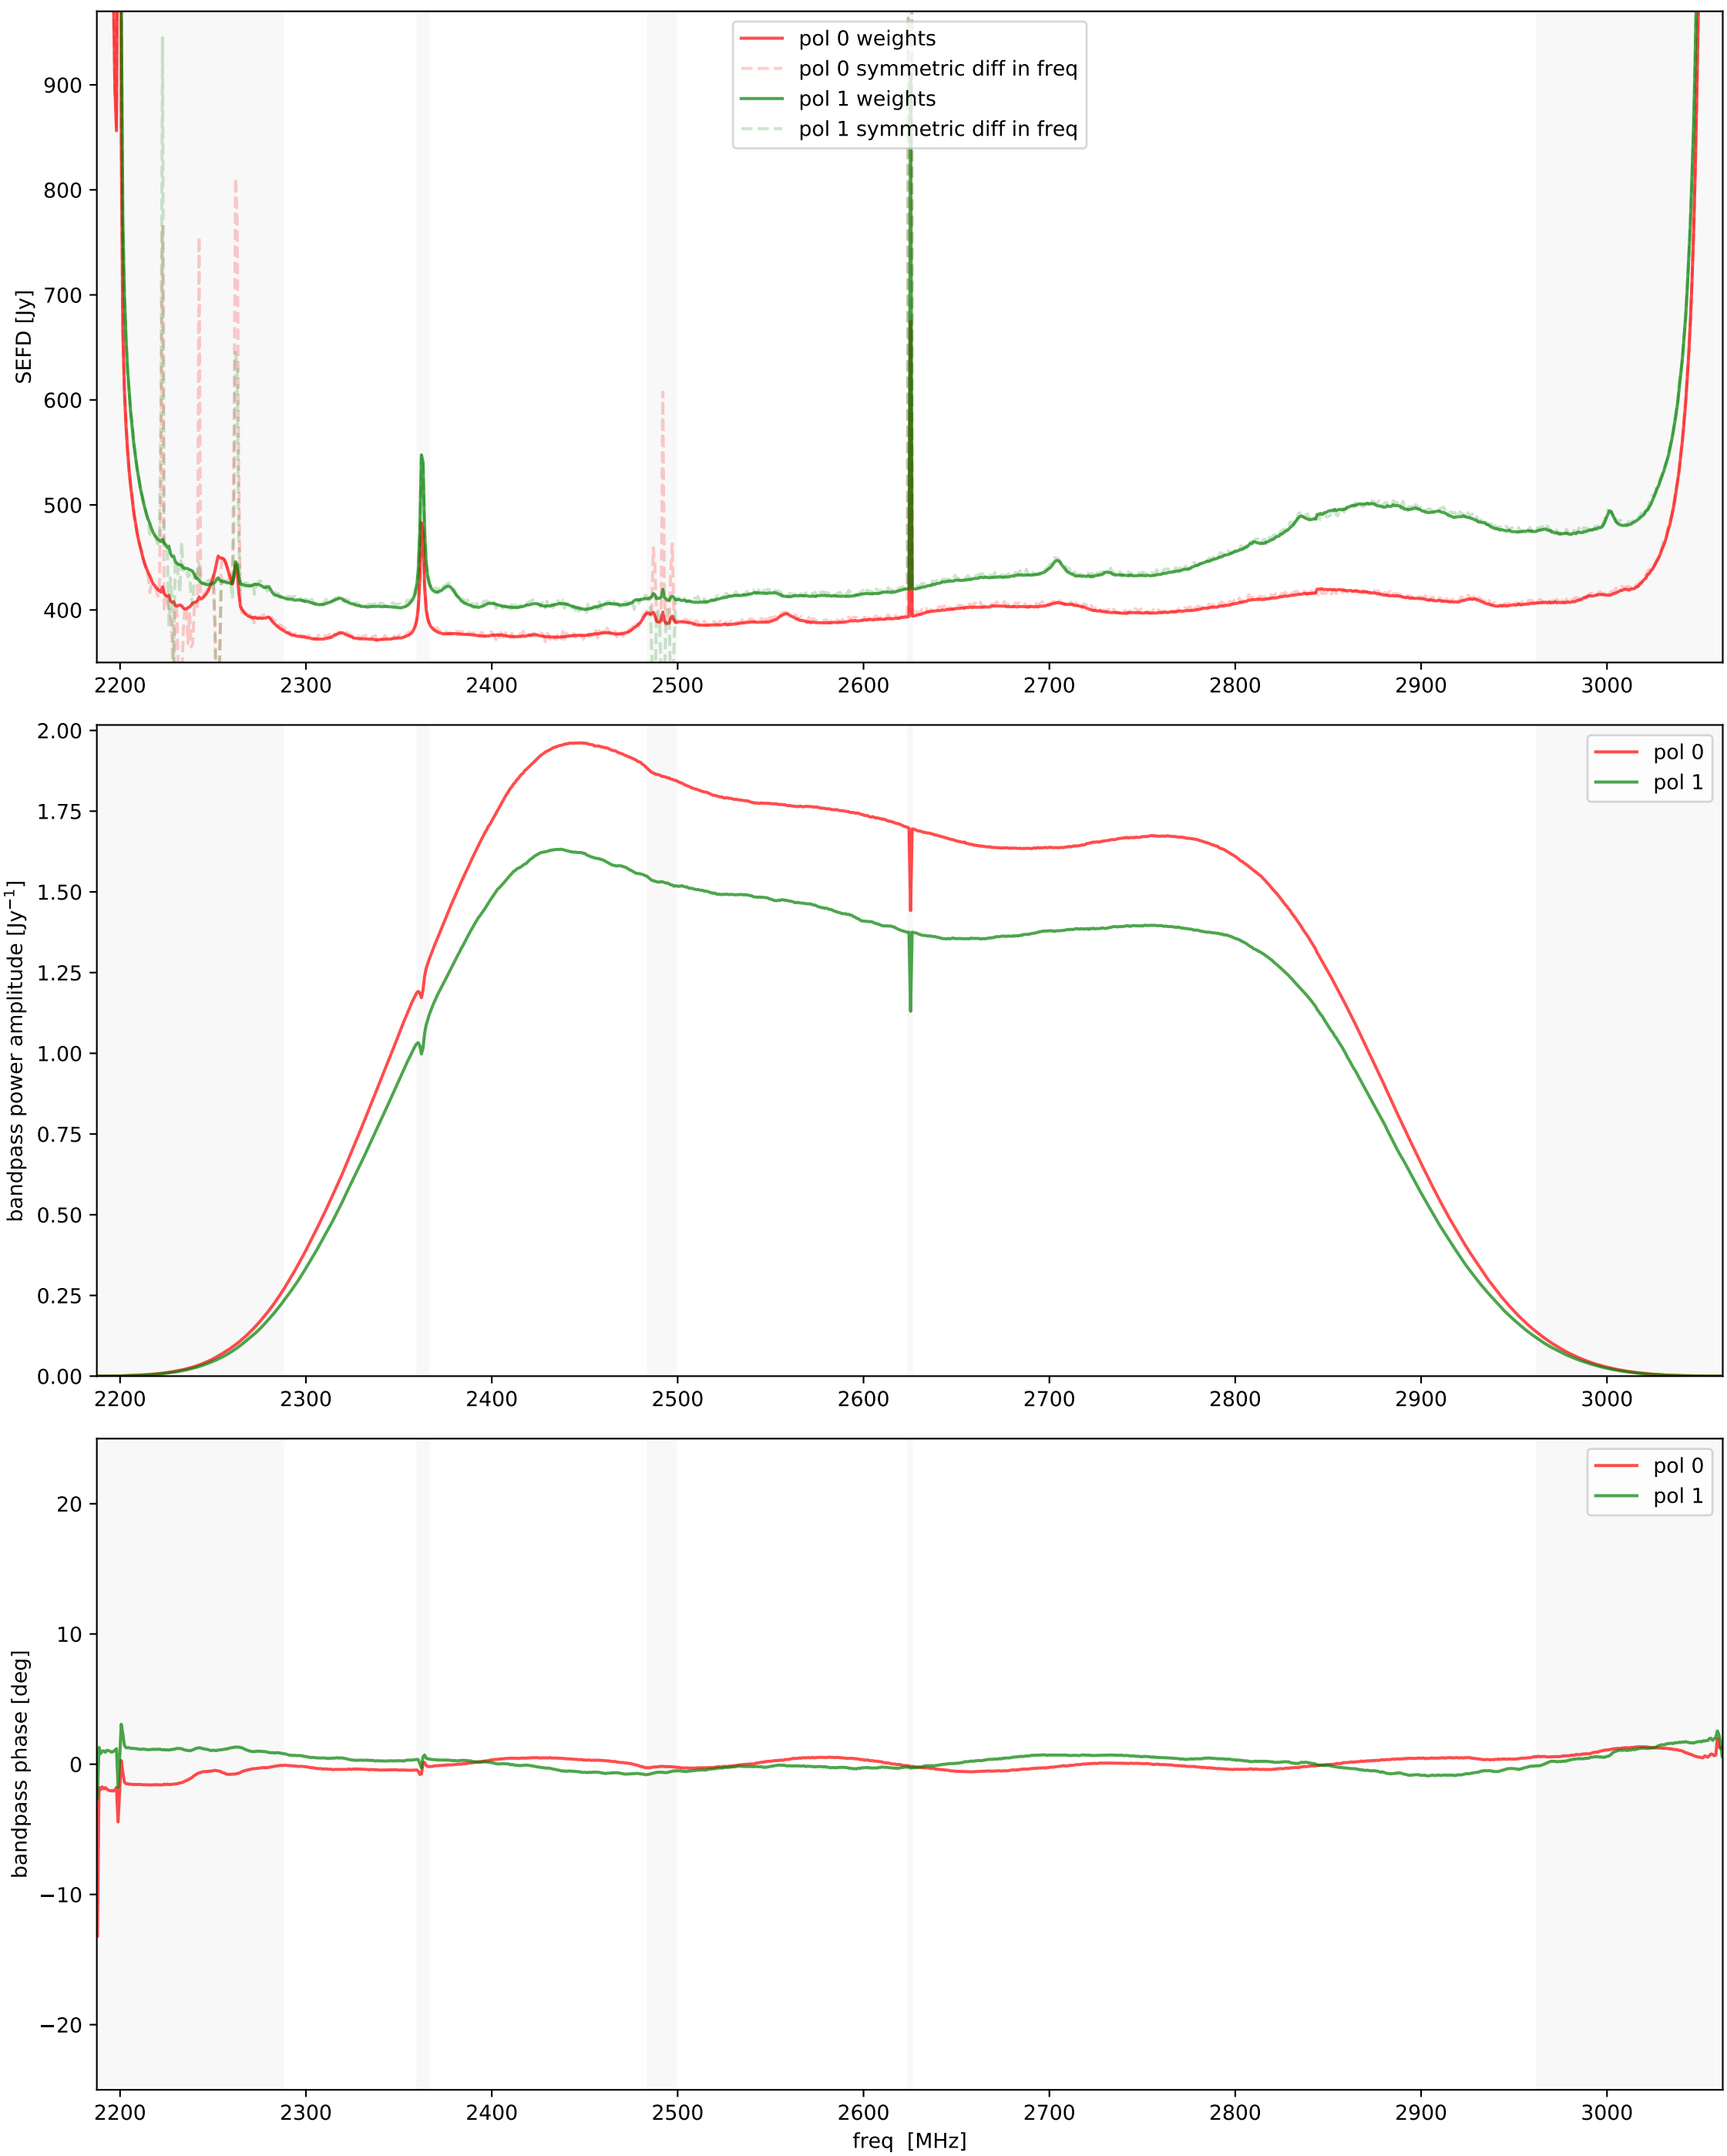 pol 0 weights
pol 0 symmetric diff in freq
pol 1 weights
pol 1 symmetric diff in freq
900
800
700
600
500
400
SEFD [Jy]
2200 2300 2400 2500 2600 2700 2800 2900 3000
pol 0
pol 1
2.00
1.75
1.50
1.25
1.00
0.75
0.50
0.25
0.00
bandpass power amplitude [Jy⁻¹]
2200 2300 2400 2500 2600 2700 2800 2900 3000
pol 0
pol 1
20
10
0
−10
−20
bandpass phase [deg]
2200 2300 2400 2500 2600 2700 2800 2900 3000
freq [MHz]